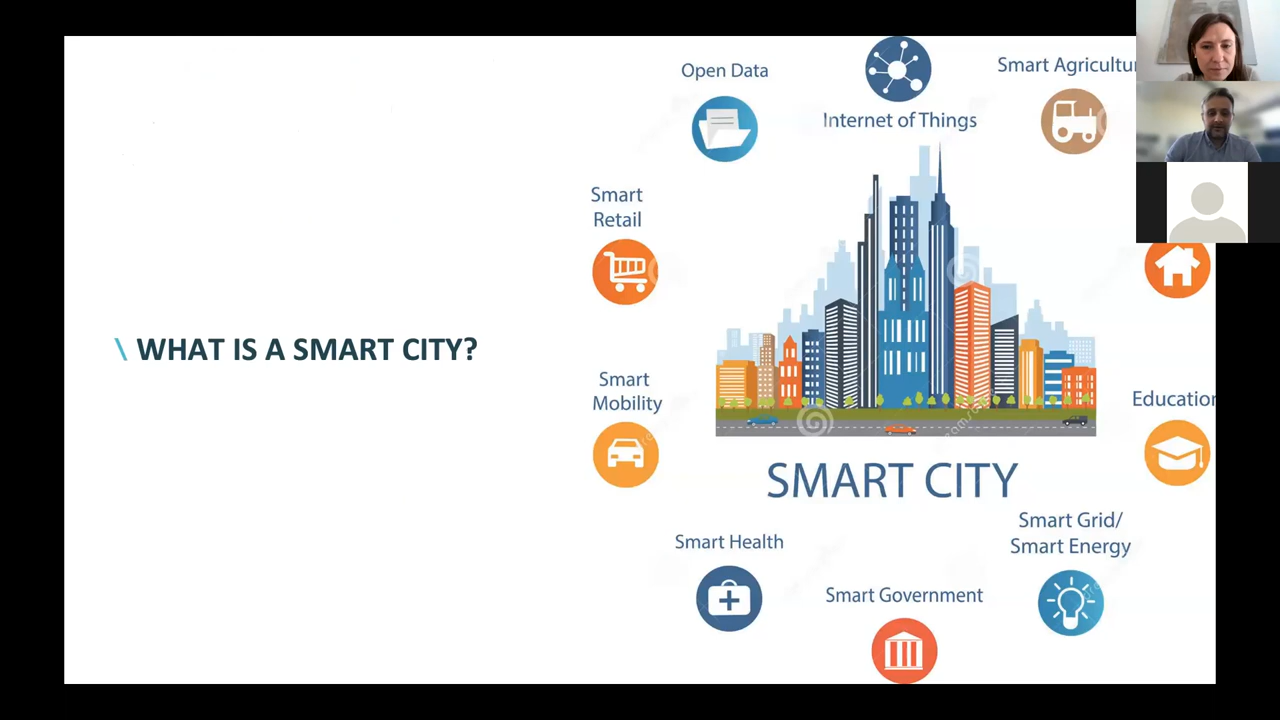 \ WHAT IS A SMART CITY?
Open Data
Internet of Things
Smart Agricultur
Smart
Retail
Smart
Mobility
Education
SMART CITY
Smart Grid/
Smart Energy
Smart Health
Smart Government